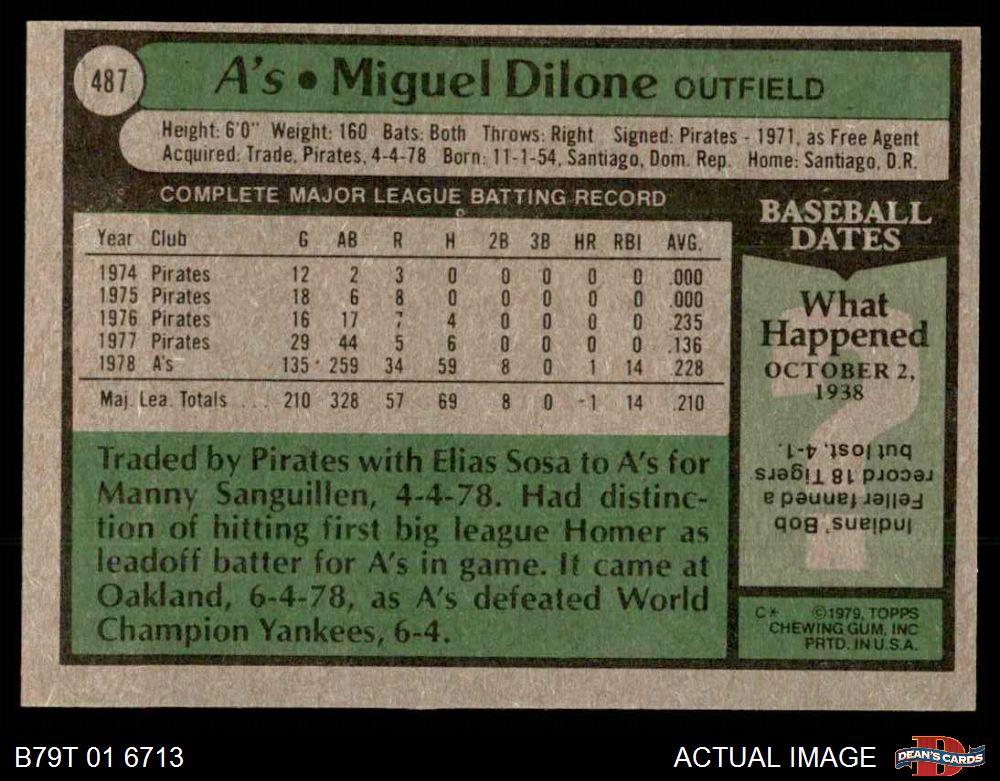 487
A's • Miguel Dilone OUTFIELD
Height: 6'0" Weight: 160 Bats: Both Throws: Right Signed: Pirates - 1971, as Free Agent
Acquired: Trade, Pirates, 4-4-78 Born: 11-1-54, Santiago, Dom. Rep. Home: Santiago, D.R.
COMPLETE MAJOR LEAGUE BATTING RECORD
Year Club G AB R H 2B 3B HR RBI AVG.
1974 Pirates 12 2 3 0 0 0 0 0 .000
1975 Pirates 18 6 8 0 0 0 0 0 .000
1976 Pirates 16 17 7 4 0 0 0 0 .235
1977 Pirates 29 44 5 6 0 0 0 0 .136
1978 A's 135 259 34 59 8 0 1 14 .228
Maj. Lea. Totals ... 210 328 57 69 8 0 1 14 .210
Traded by Pirates with Elias Sosa to A's for
Manny Sanguillen, 4-4-78. Had distinc-
tion of hitting first big league Homer as
leadoff batter for A's in game. It came at
Oakland, 6-4-78, as A's defeated World
Champion Yankees, 6-4.
BASEBALL
DATES
What
Happened
OCTOBER 2,
1938
?
Indians' Bob
Feller fanned a
record 18 Tigers
but lost, 4-1.
C* ©1979, TOPPS
CHEWING GUM, INC
PRTD. IN U.S.A.
B79T 01 6713
ACTUAL IMAGE
D
DEAN'S CARDS